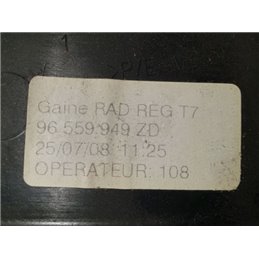 Gaine RAD REG T7
96 559 949 ZD
25/07/08 11:25
OPERATEUR: 108